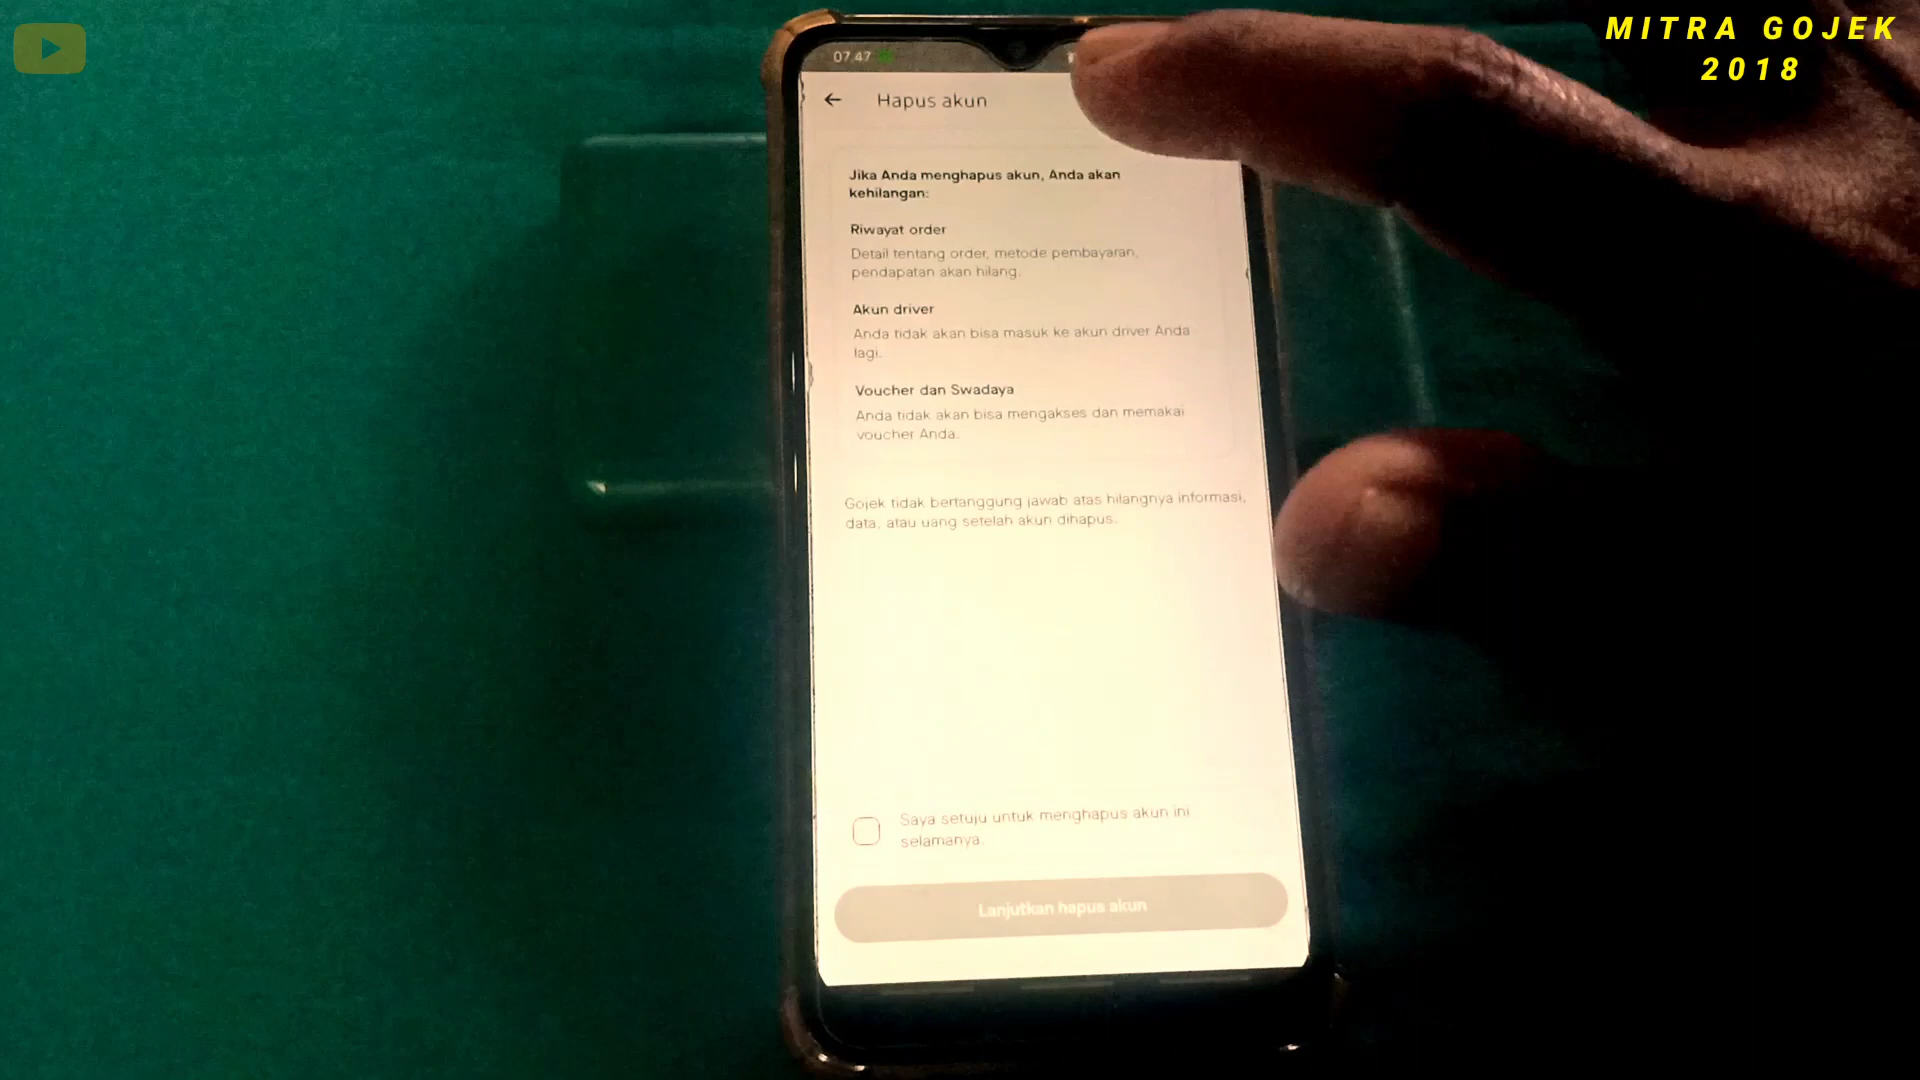 MITRA GOJEK
2018
07.47
Hapus akun
Jika Anda menghapus akun, Anda akan
kehilangan:
Riwayat order
Detail tentang order, metode pembayaran,
pendapatan akan hilang.
Akun driver
Anda tidak akan bisa masuk ke akun driver Anda
lagi.
Voucher dan Swadaya
Anda tidak akan bisa mengakses dan memakai
voucher Anda.
Gojek tidak bertanggung jawab atas hilangnya informasi,
data, atau uang setelah akun dihapus.
Saya setuju untuk menghapus akun ini
selamanya.
Lanjutkan hapus akun